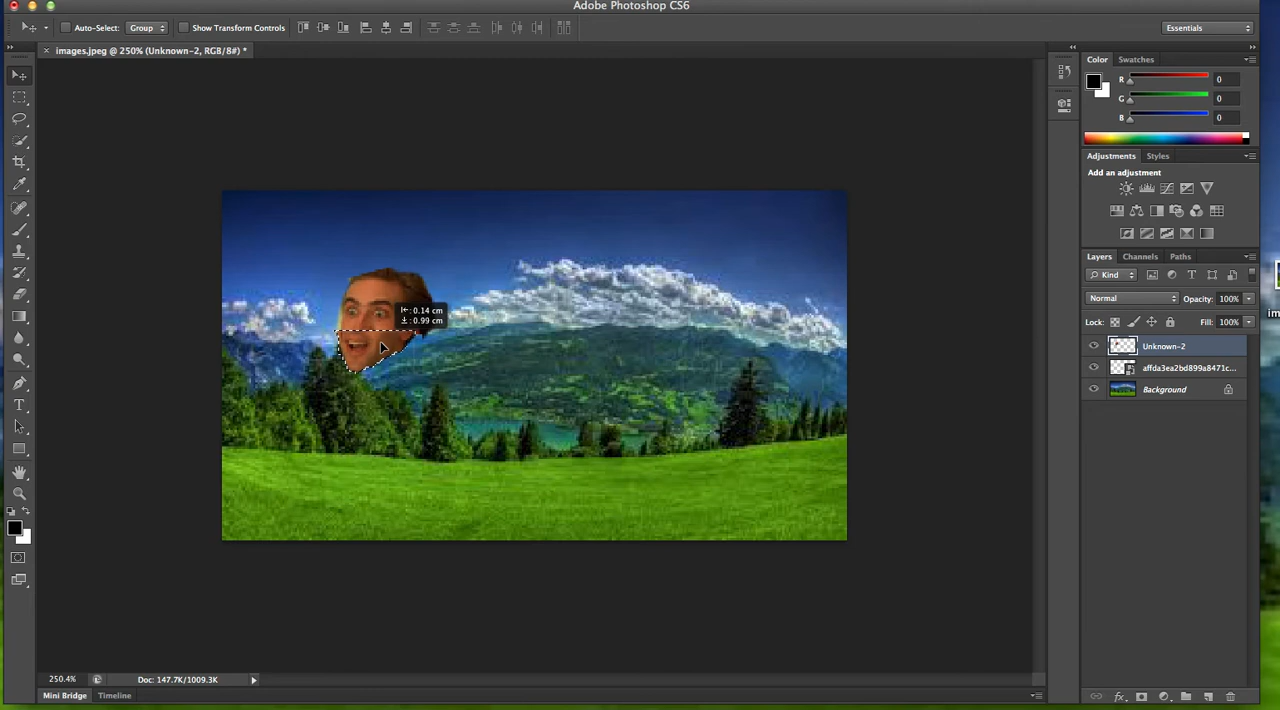 Adobe Photoshop CS6
Auto-Select: Group Show Transform Controls Essentials
images.jpeg @ 250% (Unknown-2, RGB/8#) *
Color Swatches
R 0
G 0
B 0
Adjustments Styles
Add an adjustment
Layers Channels Paths
Kind
Normal Opacity: 100%
Lock: Fill: 100%
Unknown-2
affda3ea2bd899a8471c...
Background
: 0.14 cm
: 0.99 cm
250.4% Doc: 147.7K/1009.3K
Mini Bridge Timeline